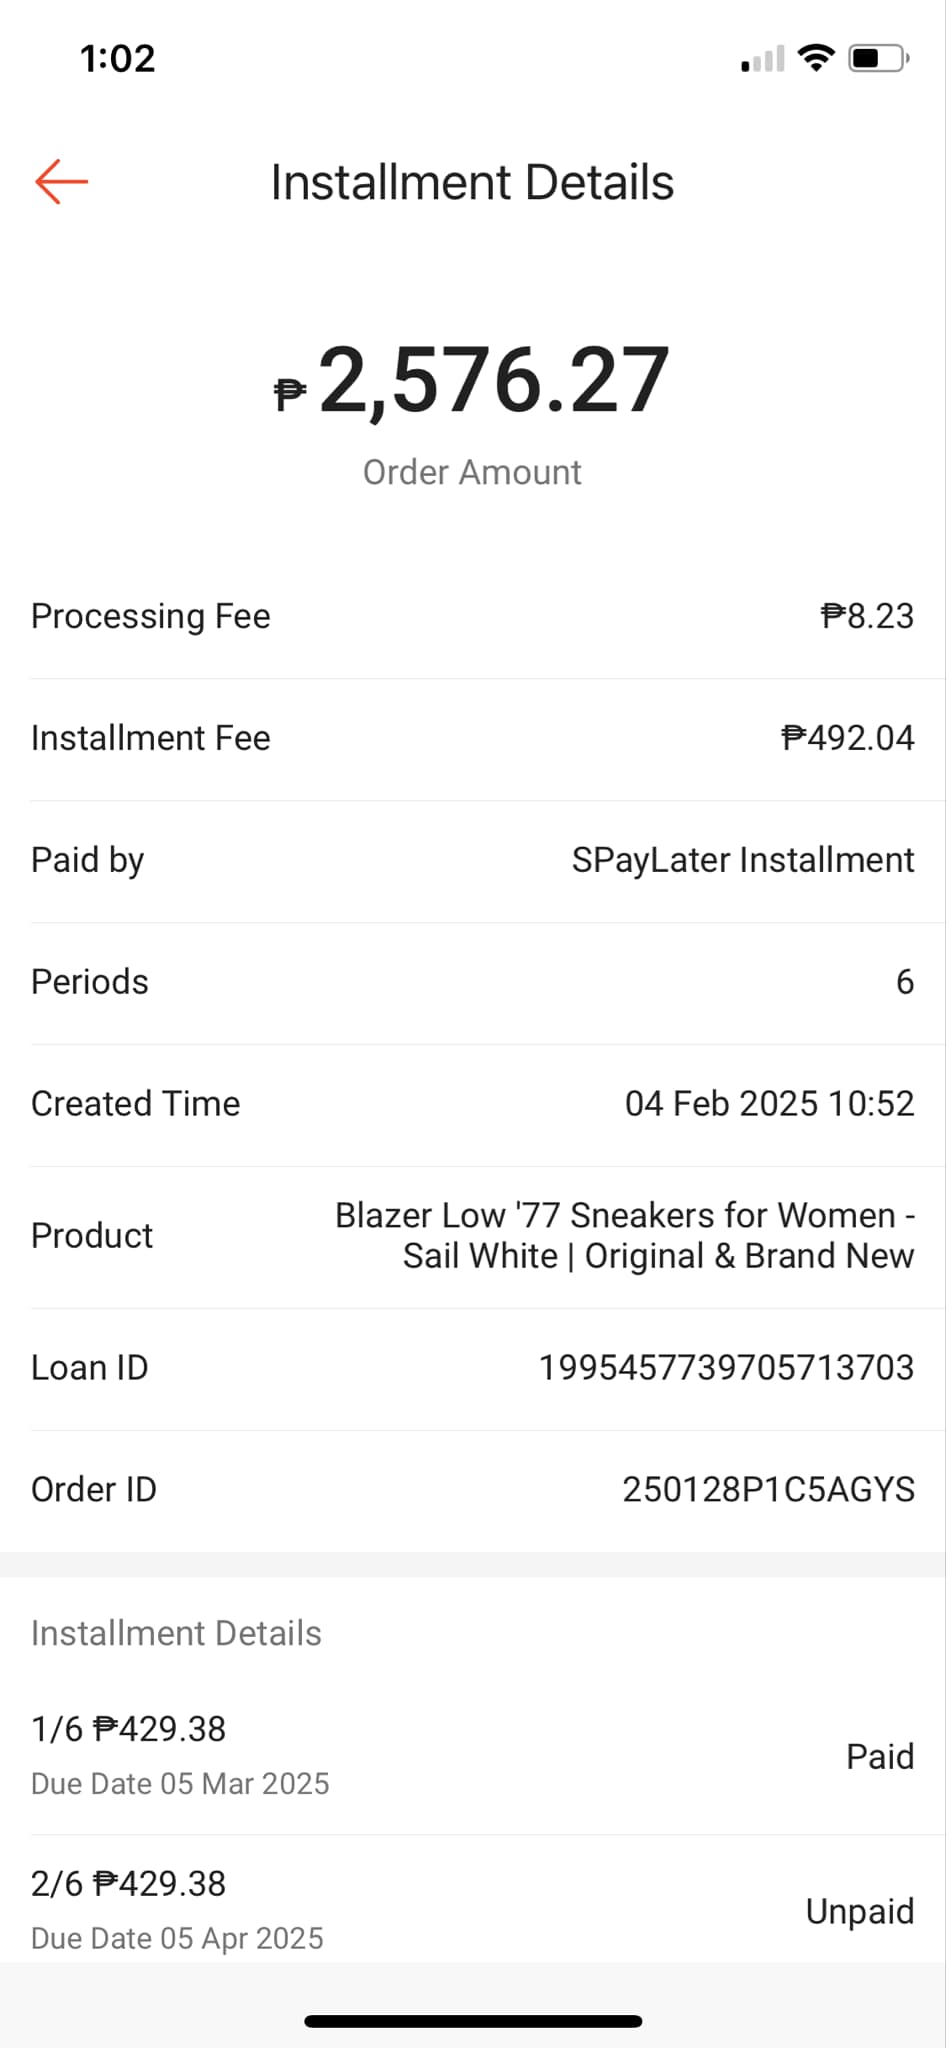 1:02
Installment Details
₱2,576.27
Order Amount
Processing Fee ₱8.23
Installment Fee ₱492.04
Paid by SPayLater Installment
Periods 6
Created Time 04 Feb 2025 10:52
Product Blazer Low '77 Sneakers for Women -
Sail White | Original & Brand New
Loan ID 1995457739705713703
Order ID 250128P1C5AGYS
Installment Details
1/6 ₱429.38
Due Date 05 Mar 2025
Paid
2/6 ₱429.38
Due Date 05 Apr 2025
Unpaid